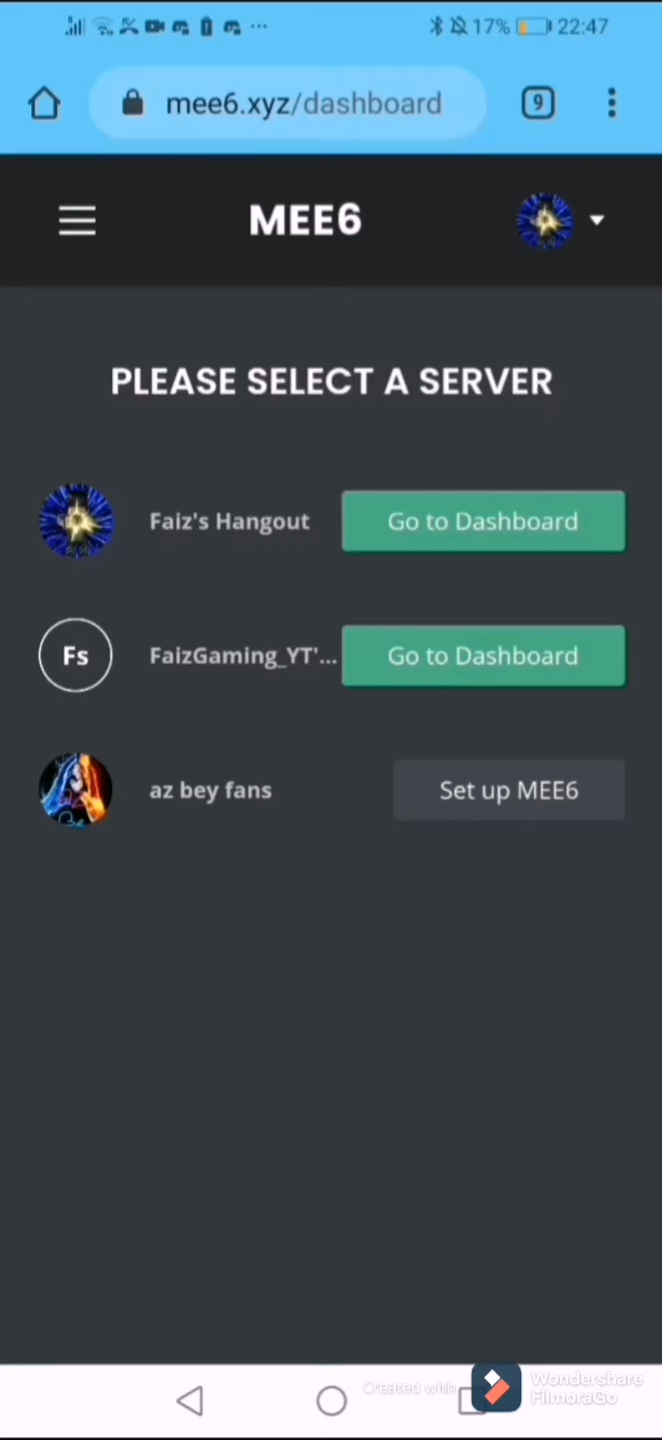 17% 22:47
mee6.xyz/dashboard 9
MEE6
PLEASE SELECT A SERVER
Faiz's Hangout Go to Dashboard
Fs FaizGaming_YT'... Go to Dashboard
az bey fans Set up MEE6
Created with Wondershare
FilmoraGo